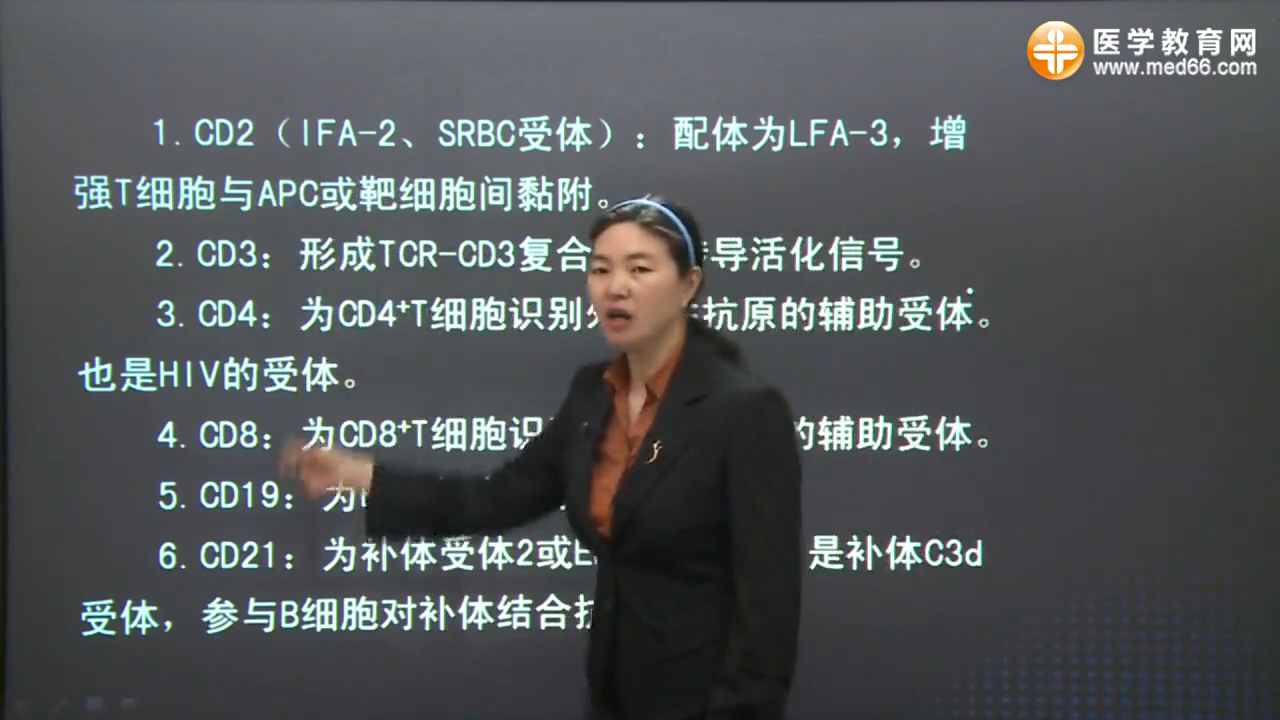 医学教育网
www.med66.com
1.CD2（IFA-2、SRBC受体）：配体为LFA-3，增
强T细胞与APC或靶细胞间黏附。
2.CD3：形成TCR-CD3复合 导活化信号。
3.CD4：为CD4⁺T细胞识别 抗原的辅助受体。
也是HIV的受体。
4.CD8：为CD8⁺T细胞识 的辅助受体。
5.CD19：为
6.CD21：为补体受体2或E 是补体C3d
受体，参与B细胞对补体结合